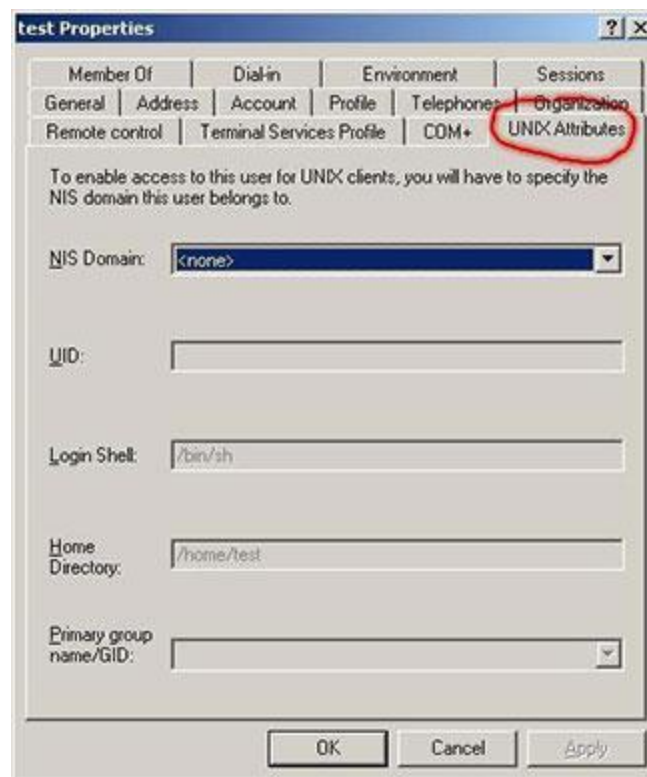 test Properties
Member Of Dial-in Environment Sessions
General Address Account Profile Telephones Organization
Remote control Terminal Services Profile COM+ UNIX Attributes
To enable access to this user for UNIX clients, you will have to specify the
NIS domain this user belongs to.
NIS Domain: <none>
UID:
Login Shell: /bin/sh
Home
Directory: /home/test
Primary group
name/GID:
OK Cancel Apply